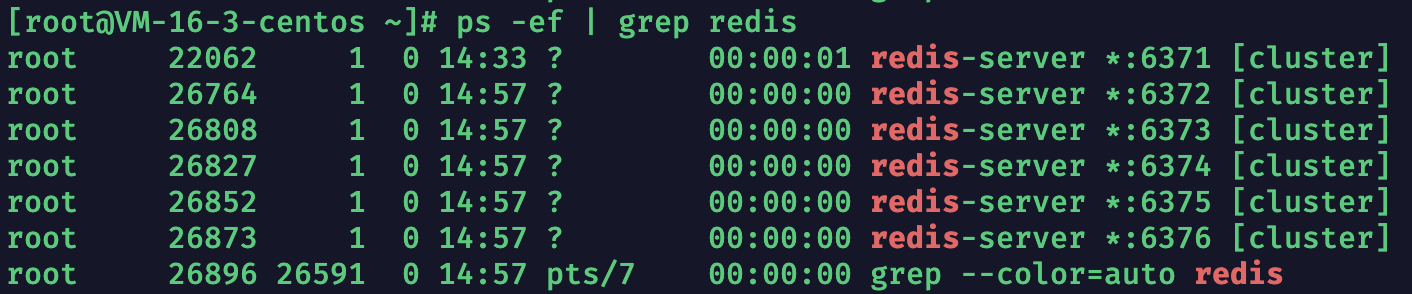 [root@VM-16-3-centos ~]# ps -ef | grep redis
root     22062     1  0 14:33 ?        00:00:01 redis-server *:6371 [cluster]
root     26764     1  0 14:57 ?        00:00:00 redis-server *:6372 [cluster]
root     26808     1  0 14:57 ?        00:00:00 redis-server *:6373 [cluster]
root     26827     1  0 14:57 ?        00:00:00 redis-server *:6374 [cluster]
root     26852     1  0 14:57 ?        00:00:00 redis-server *:6375 [cluster]
root     26873     1  0 14:57 ?        00:00:00 redis-server *:6376 [cluster]
root     26896 26591  0 14:57 pts/7    00:00:00 grep --color=auto redis